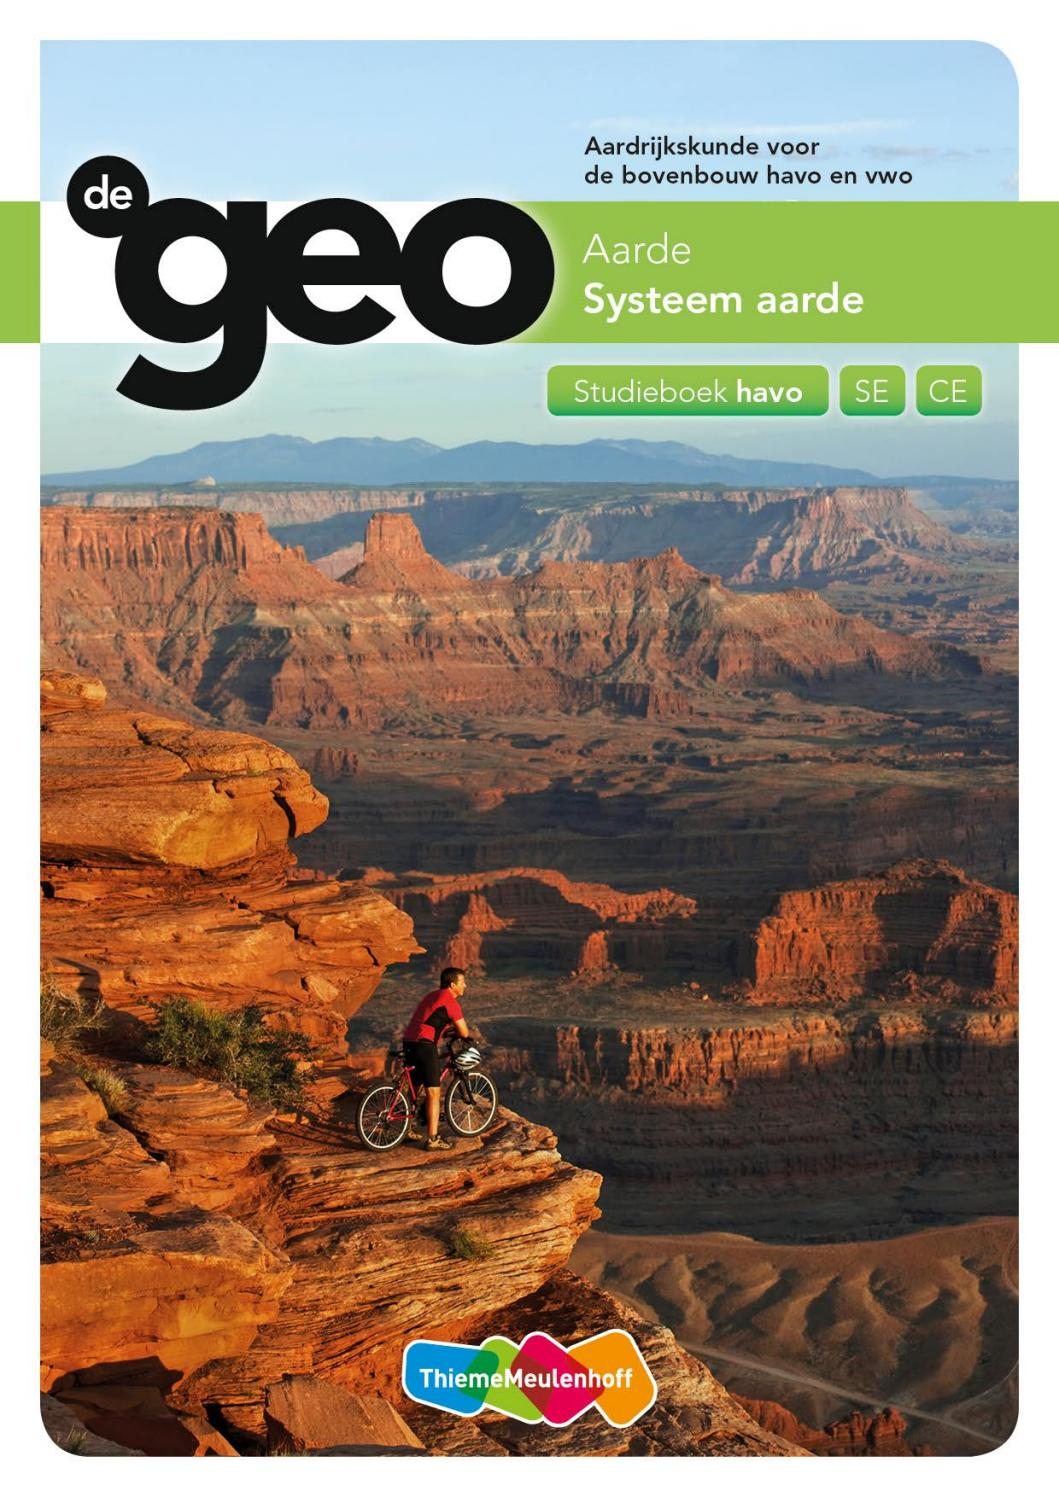 Aardrijkskunde voor
de bovenbouw havo en vwo
de
geo
Aarde
Systeem aarde
Studieboek havo SE CE
ThiemeMeulenhoff